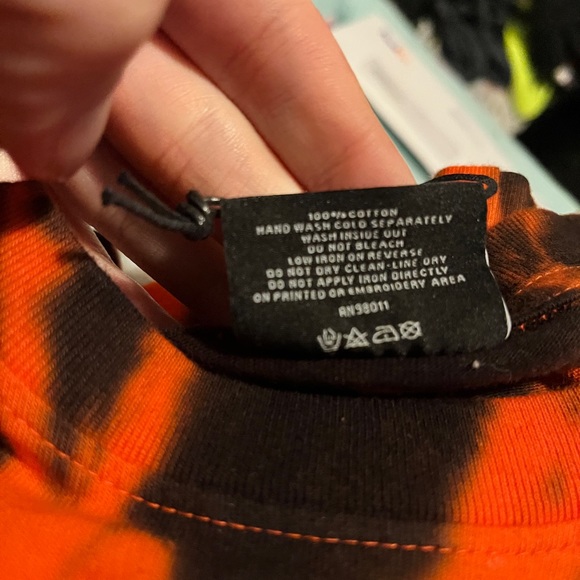 100% COTTON
HAND WASH COLD SEPARATELY
WASH INSIDE OUT
DO NOT BLEACH
LOW IRON ON REVERSE
DO NOT DRY CLEAN-LINE DRY
DO NOT APPLY IRON DIRECTLY
ON PRINTED OR EMBROIDERY AREA
RN98011